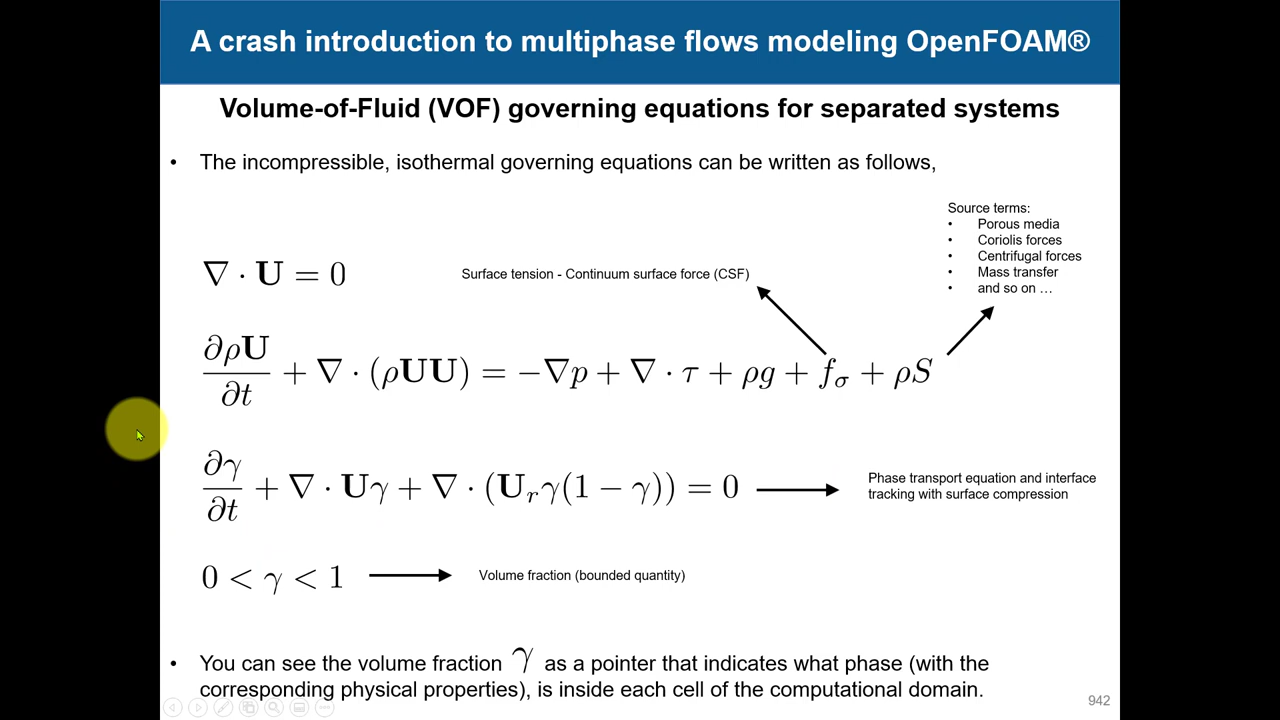 A crash introduction to multiphase flows modeling OpenFOAM®
Volume-of-Fluid (VOF) governing equations for separated systems
• The incompressible, isothermal governing equations can be written as follows,
Source terms:
• Porous media
• Coriolis forces
• Centrifugal forces
• Mass transfer
• and so on …
∇ · U = 0
Surface tension - Continuum surface force (CSF)
∂ρU/∂t + ∇ · (ρUU) = −∇p + ∇ · τ + ρg + f_σ + ρS
∂γ/∂t + ∇ · Uγ + ∇ · (U_rγ(1 − γ)) = 0
Phase transport equation and interface
tracking with surface compression
0 < γ < 1
Volume fraction (bounded quantity)
• You can see the volume fraction γ as a pointer that indicates what phase (with the
corresponding physical properties), is inside each cell of the computational domain.
942